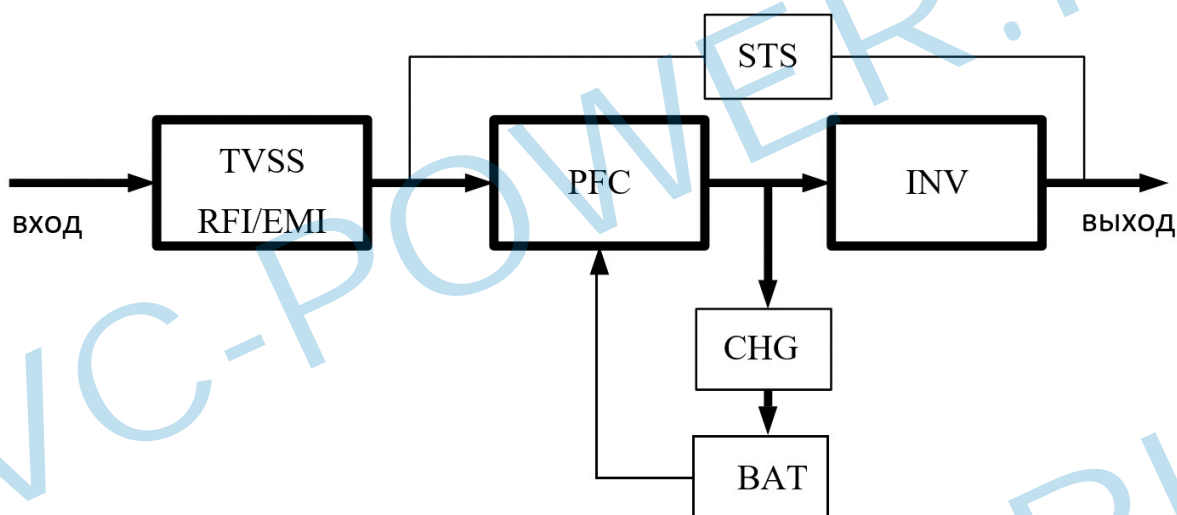 STS
TVSS
RFI/EMI
PFC
INV
вход
выход
CHG
BAT
VC-POWER.